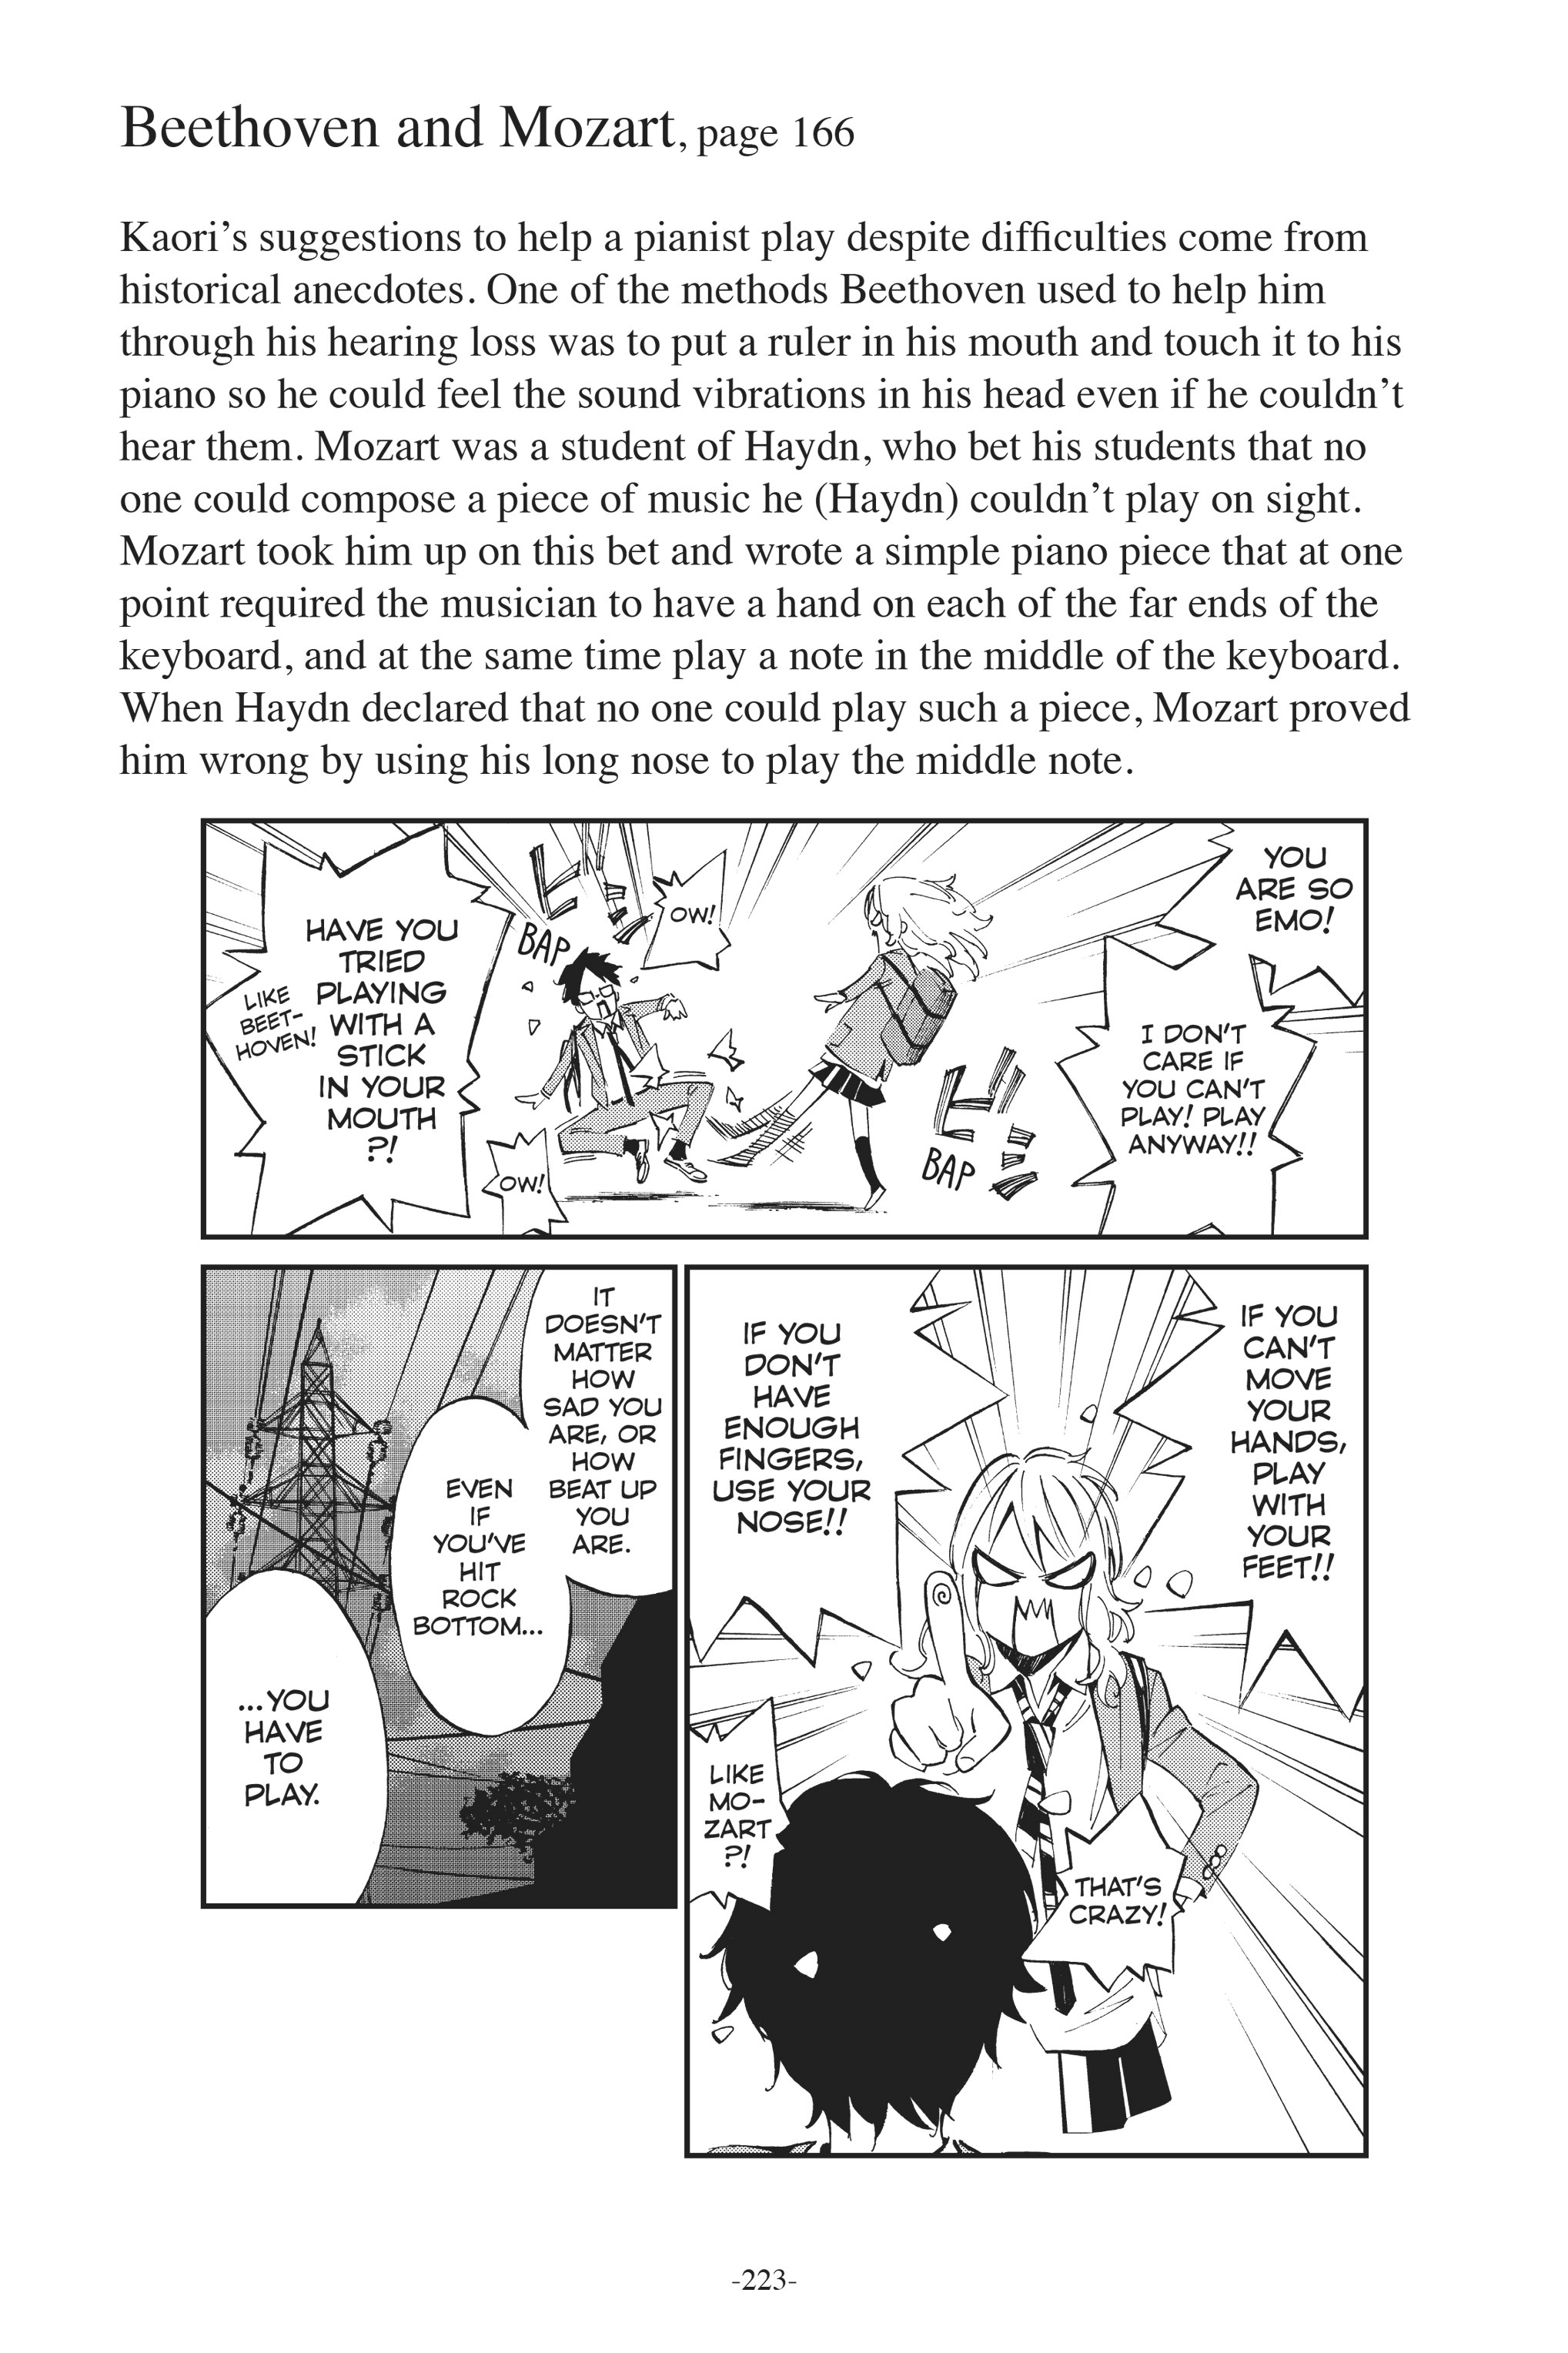 Beethoven and Mozart, page 166
Kaori's suggestions to help a pianist play despite difficulties come from
historical anecdotes. One of the methods Beethoven used to help him
through his hearing loss was to put a ruler in his mouth and touch it to his
piano so he could feel the sound vibrations in his head even if he couldn't
hear them. Mozart was a student of Haydn, who bet his students that no
one could compose a piece of music he (Haydn) couldn't play on sight.
Mozart took him up on this bet and wrote a simple piano piece that at one
point required the musician to have a hand on each of the far ends of the
keyboard, and at the same time play a note in the middle of the keyboard.
When Haydn declared that no one could play such a piece, Mozart proved
him wrong by using his long nose to play the middle note.
YOU
ARE SO
EMO!
I DON'T
CARE IF
YOU CAN'T
PLAY! PLAY
ANYWAY!!
ビシ
BAP
OW!
ビシ
BAP
OW!
HAVE YOU
TRIED
PLAYING
WITH A
STICK
IN YOUR
MOUTH
?!
LIKE
BEET-
HOVEN!
IF YOU
CAN'T
MOVE
YOUR
HANDS,
PLAY
WITH
YOUR
FEET!!
IF YOU
DON'T
HAVE
ENOUGH
FINGERS,
USE YOUR
NOSE!!
LIKE
MO-
ZART
?!
THAT'S
CRAZY!
IT
DOESN'T
MATTER
HOW
SAD YOU
ARE, OR
HOW
BEAT UP
YOU
ARE.
EVEN
IF
YOU'VE
HIT
ROCK
BOTTOM...
...YOU
HAVE
TO
PLAY.
-223-